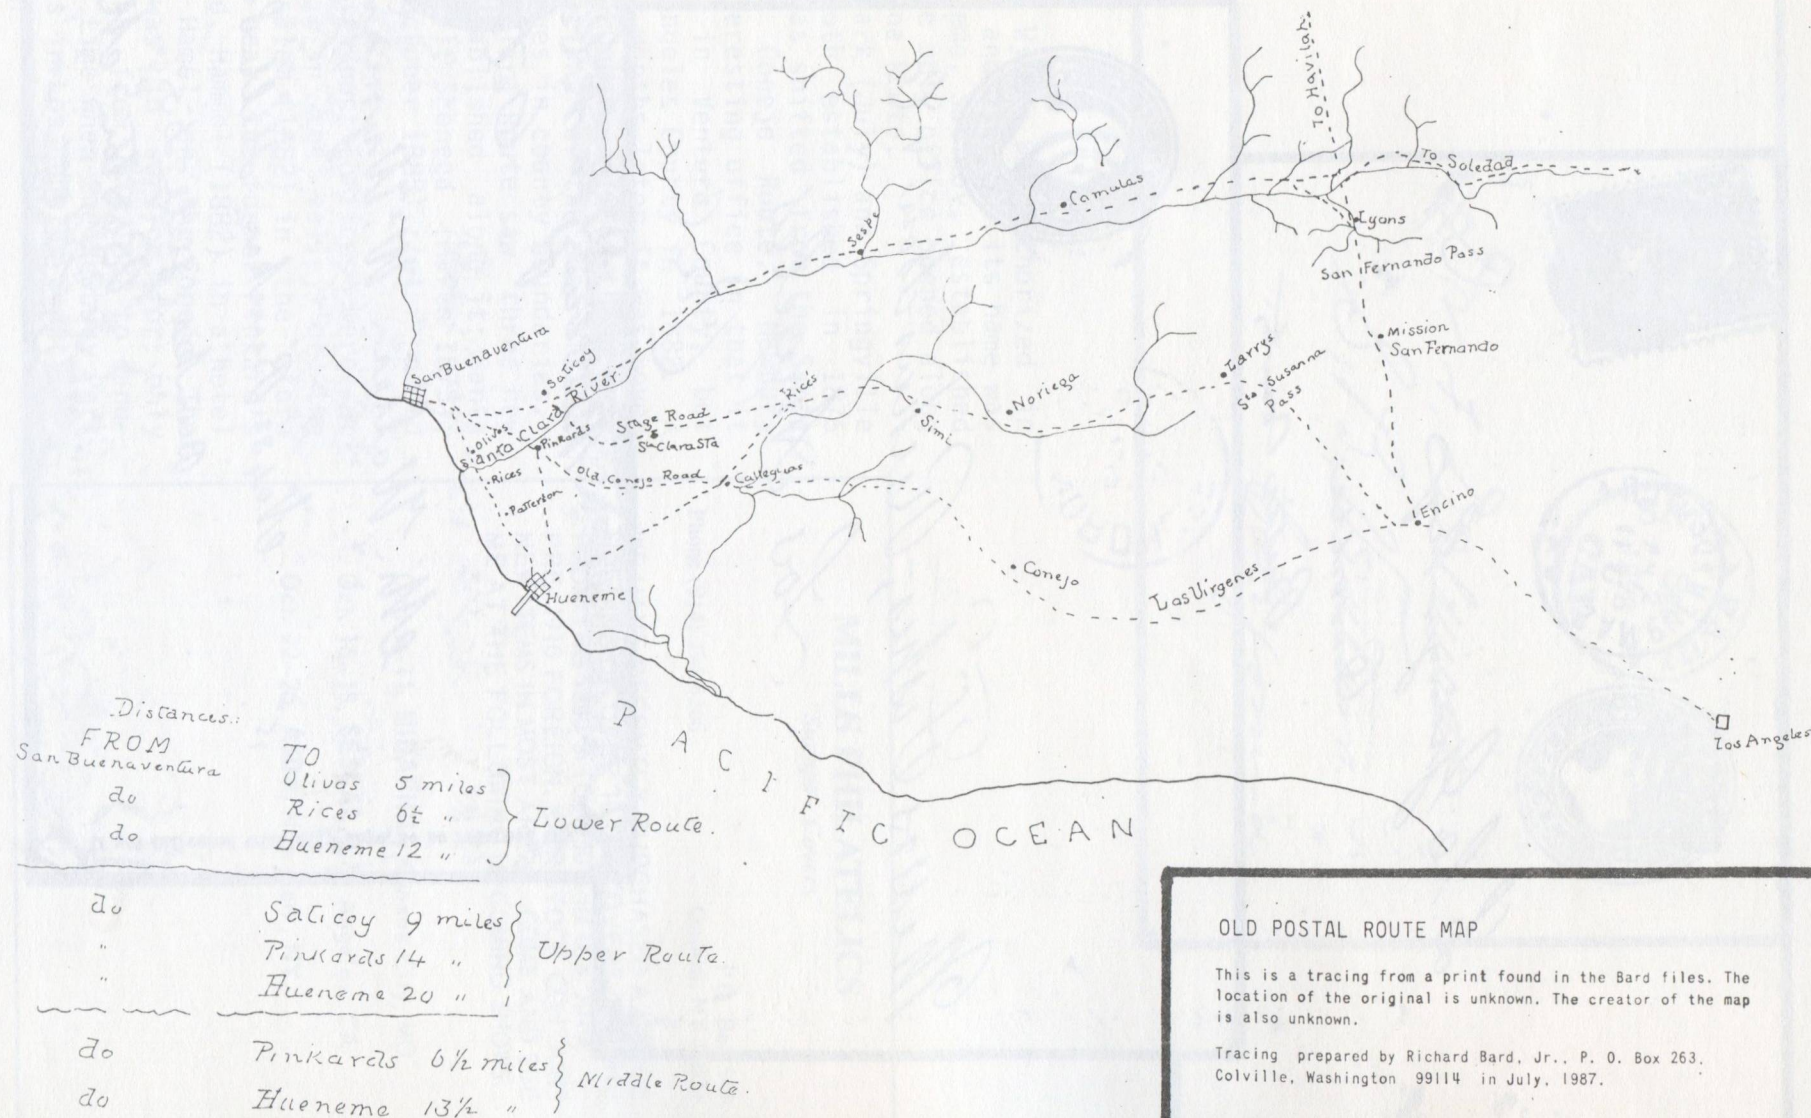 To Havilah
To Soledad
Camulas
Lyons
Sespe
San Fernando Pass
San Buenaventura
Mission
San Fernando
Saticoy
Santa Clara River
Olivos
Pinkards
Stage Road
Sta Clara Sta
Rices
Simi
Noriega
Larrys
Sta Susanna
Pass
Rices
Old Conejo Road
Calleguas
Patterson
Encino
Hueneme
Conejo
Las Virgenes
Los Angeles
PACIFIC OCEAN
Distances:
FROM TO
San Buenaventura Olivos 5 miles
do Rices 6½ "
do Hueneme 12 "
Lower Route.
do Saticoy 9 miles
" Pinkards 14 "
" Hueneme 20 "
Upper Route.
do Pinkards 6½ miles
do Hueneme 13½ "
Middle Route.
OLD POSTAL ROUTE MAP
This is a tracing from a print found in the Bard files. The
location of the original is unknown. The creator of the map
is also unknown.
Tracing prepared by Richard Bard, Jr., P. O. Box 263,
Colville, Washington 99114 in July, 1987.